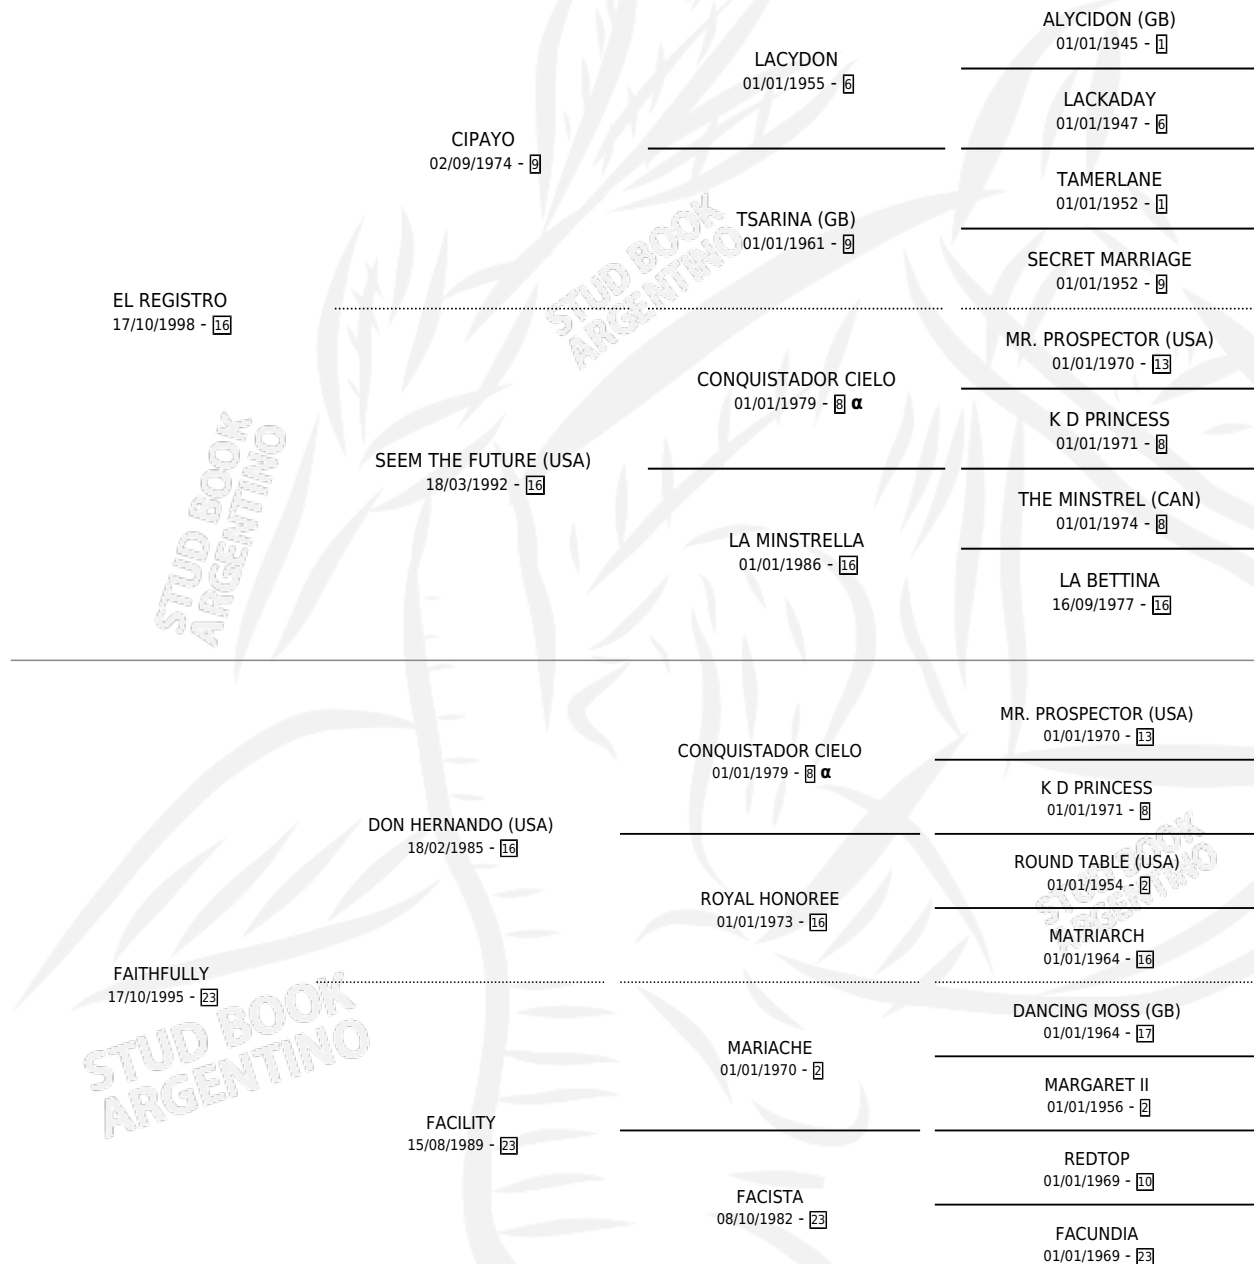 ALYCIDON (GB)
01/01/1945 - 1
LACYDON
01/01/1955 - 6
LACKADAY
01/01/1947 - 6
CIPAYO
02/09/1974 - 9
TAMERLANE
01/01/1952 - 1
TSARINA (GB)
01/01/1961 - 9
SECRET MARRIAGE
01/01/1952 - 9
STUD BOOK
ARGENTINO
EL REGISTRO
17/10/1998 - 16
MR. PROSPECTOR (USA)
01/01/1970 - 13
CONQUISTADOR CIELO
01/01/1979 - 8 α
K D PRINCESS
01/01/1971 - 8
SEEM THE FUTURE (USA)
18/03/1992 - 16
THE MINSTREL (CAN)
01/01/1974 - 8
LA MINSTRELLA
01/01/1986 - 16
LA BETTINA
16/09/1977 - 16
STUD BOOK
ARGENTINO
MR. PROSPECTOR (USA)
01/01/1970 - 13
CONQUISTADOR CIELO
01/01/1979 - 8 α
K D PRINCESS
01/01/1971 - 8
DON HERNANDO (USA)
18/02/1985 - 16
ROUND TABLE (USA)
01/01/1954 - 2
ROYAL HONOREE
01/01/1973 - 16
MATRIARCH
01/01/1964 - 16
STUD BOOK
ARGENTINO
FAITHFULLY
17/10/1995 - 23
DANCING MOSS (GB)
01/01/1964 - 17
MARIACHE
01/01/1970 - 2
MARGARET II
01/01/1956 - 2
FACILITY
15/08/1989 - 23
REDTOP
01/01/1969 - 10
FACISTA
08/10/1982 - 23
FACUNDIA
01/01/1969 - 23
STUD BOOK
ARGENTINO